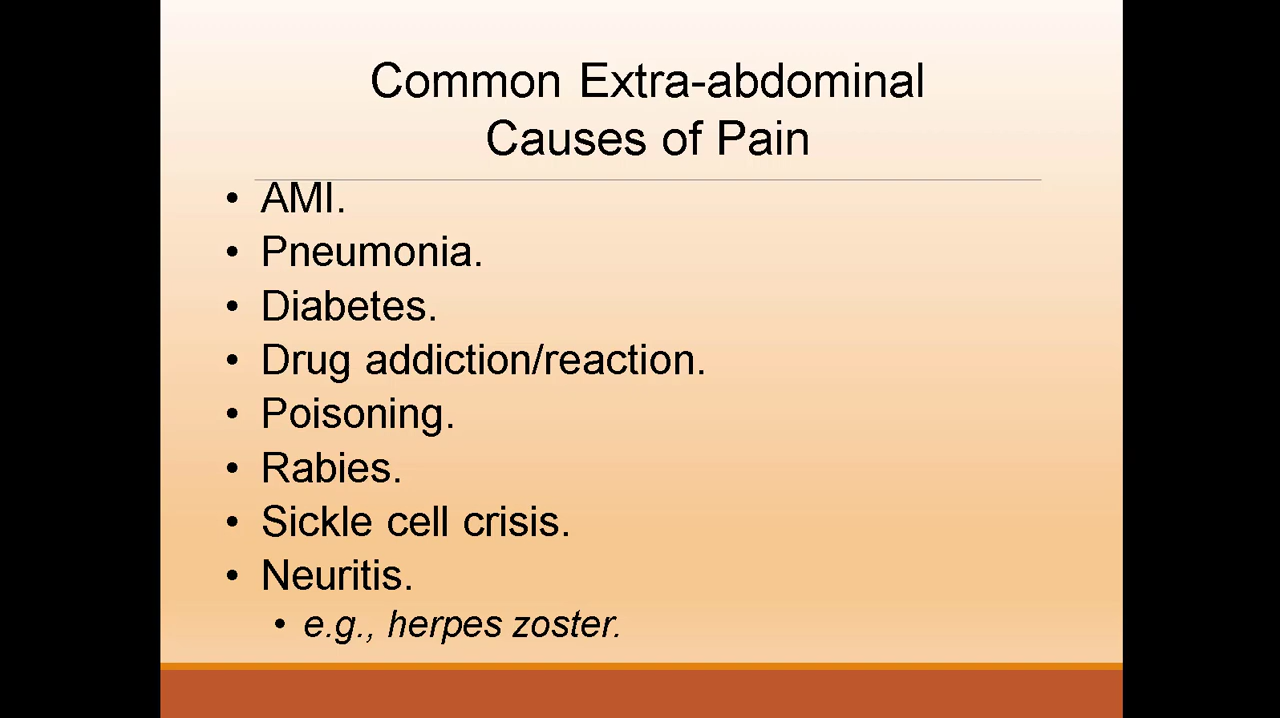 Common Extra-abdominal
Causes of Pain
• AMI.
• Pneumonia.
• Diabetes.
• Drug addiction/reaction.
• Poisoning.
• Rabies.
• Sickle cell crisis.
• Neuritis.
• e.g., herpes zoster.